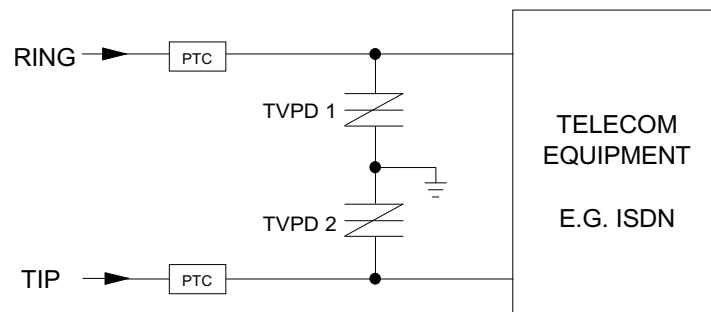 RING
PTC
TVPD 1
TELECOM
EQUIPMENT
E.G. ISDN
TVPD 2
TIP
PTC